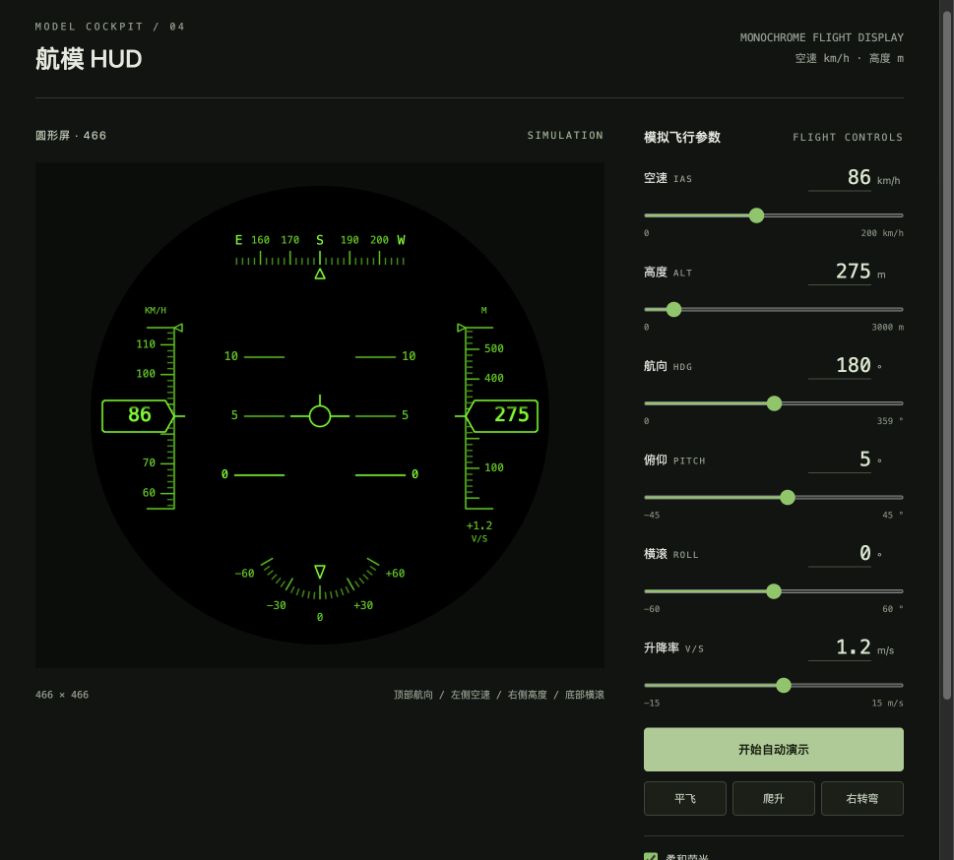 MODEL COCKPIT / 04
航模 HUD
MONOCHROME FLIGHT DISPLAY
空速 km/h · 高度 m
圆形屏 · 466
SIMULATION
E 160 170 S 190 200 W
KM/H
110
100
86
70
60
10 10
5 5
0 0
M
500
400
275
100
+1.2
V/S
−60 +60
−30 +30
0
466 × 466
顶部航向 / 左侧空速 / 右侧高度 / 底部横滚
模拟飞行参数
FLIGHT CONTROLS
空速 IAS 86 km/h
0 200 km/h
高度 ALT 275 m
0 3000 m
航向 HDG 180 °
0 359 °
俯仰 PITCH 5 °
−45 45 °
横滚 ROLL 0 °
−60 60 °
升降率 V/S 1.2 m/s
−15 15 m/s
开始自动演示
平飞 爬升 右转弯